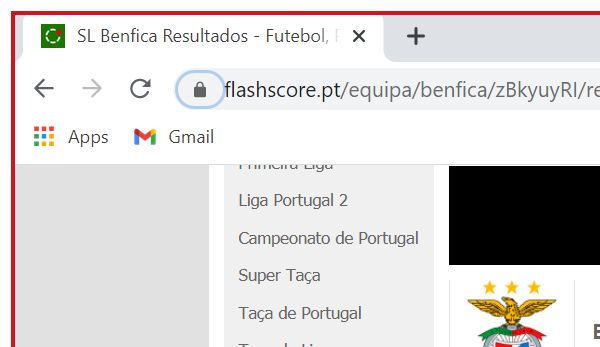 SL Benfica Resultados - Futebol,
flashscore.pt/equipa/benfica/zBkyuyRI/re
Apps
Gmail
Primeira Liga
Liga Portugal 2
Campeonato de Portugal
Super Taça
Taça de Portugal